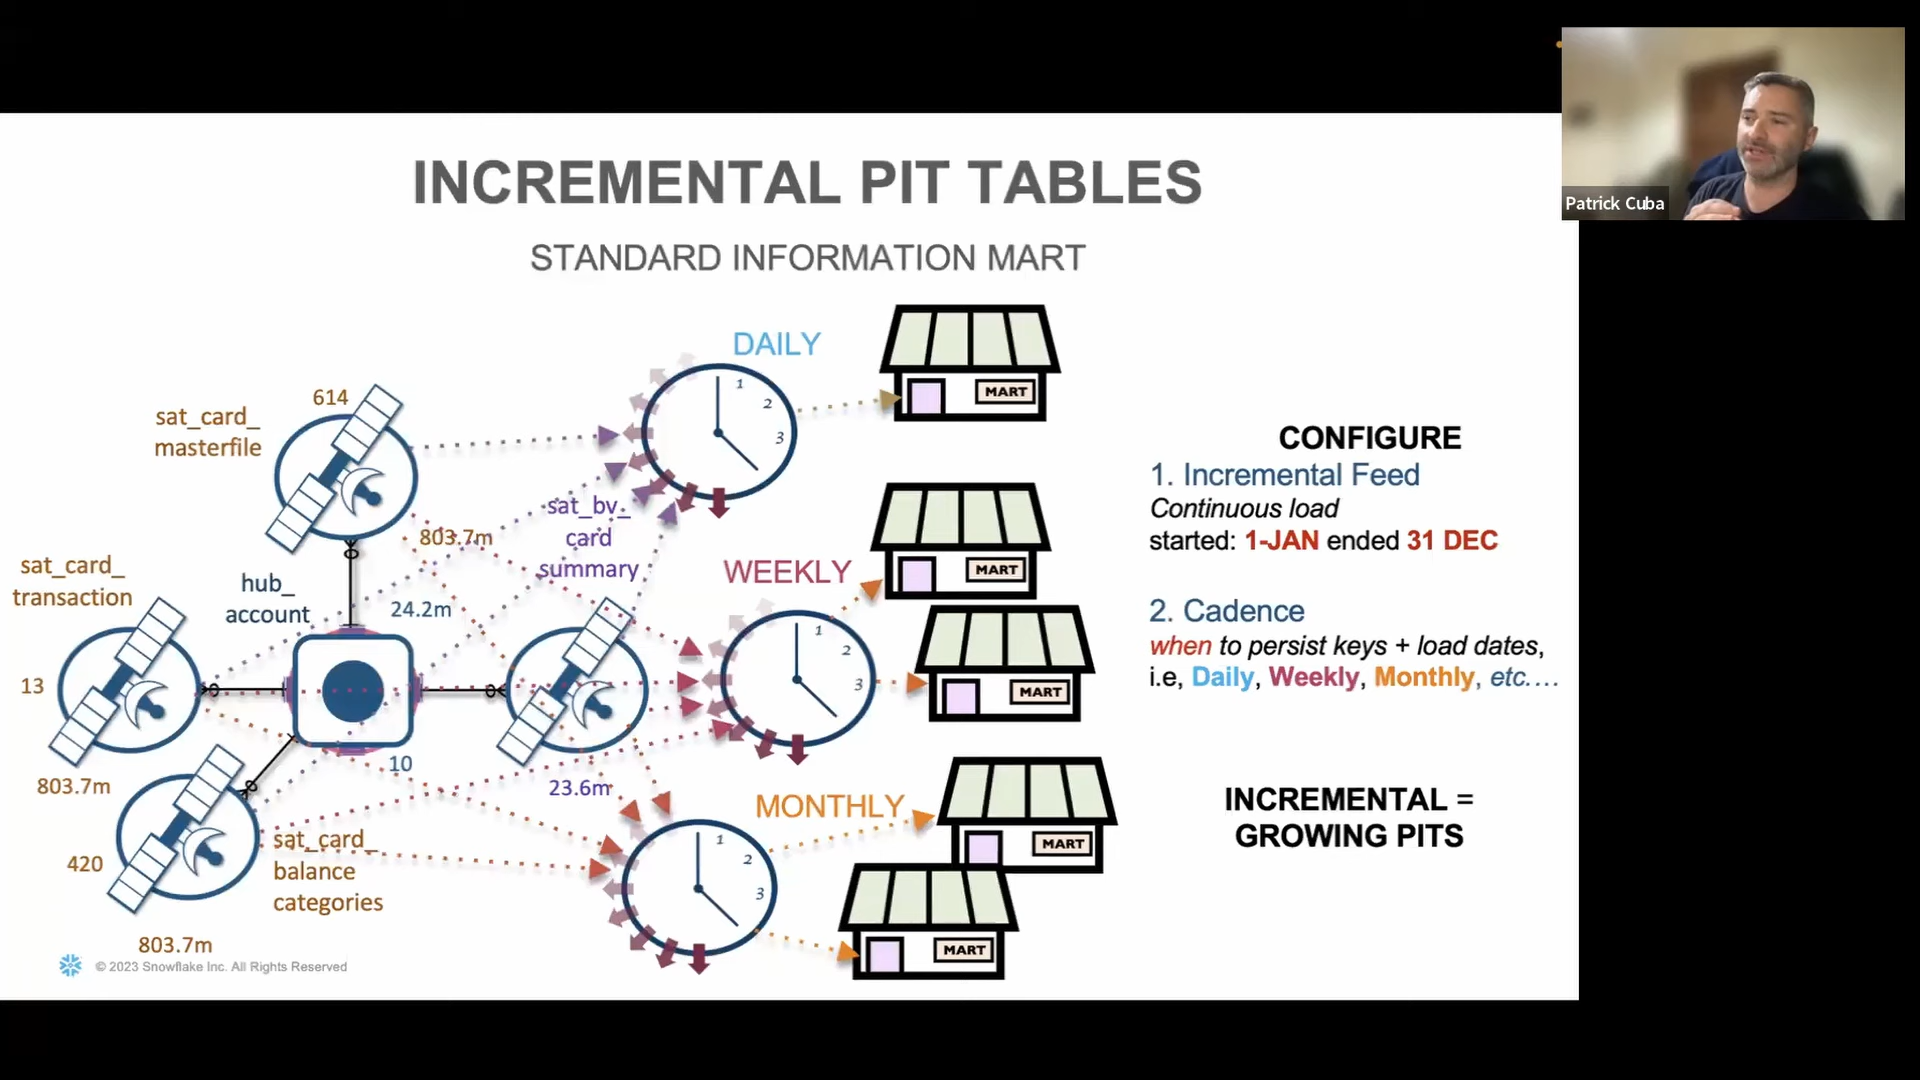 Patrick Cuba
INCREMENTAL PIT TABLES
STANDARD INFORMATION MART
DAILY
1
2
3
MART
614
sat_card_
masterfile
803.7m
sat_bv_
card
summary
WEEKLY
1
2
3
MART
MART
sat_card_
transaction
13
803.7m
hub_
account
24.2m
10
23.6m
MONTHLY
1
2
3
MART
MART
420
sat_card_
balance
categories
803.7m
CONFIGURE
1. Incremental Feed
Continuous load
started: 1-JAN ended 31 DEC
2. Cadence
when to persist keys + load dates,
i.e, Daily, Weekly, Monthly, etc....
INCREMENTAL =
GROWING PITS
© 2023 Snowflake Inc. All Rights Reserved